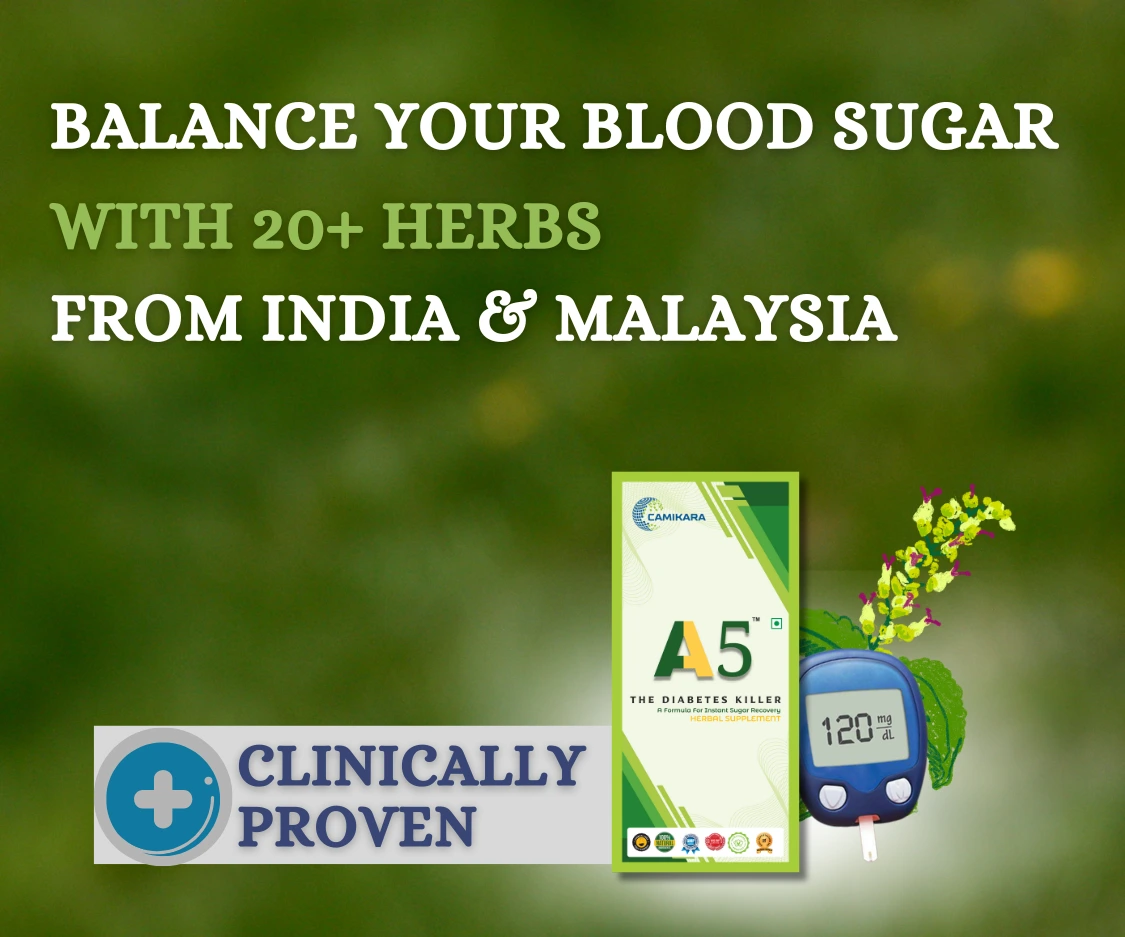 BALANCE YOUR BLOOD SUGAR
WITH 20+ HERBS
FROM INDIA & MALAYSIA
CAMIKARA
A5™
THE DIABETES KILLER
A Formula For Instant Sugar Recovery
HERBAL SUPPLEMENT
120 mg
dL
CLINICALLY
PROVEN